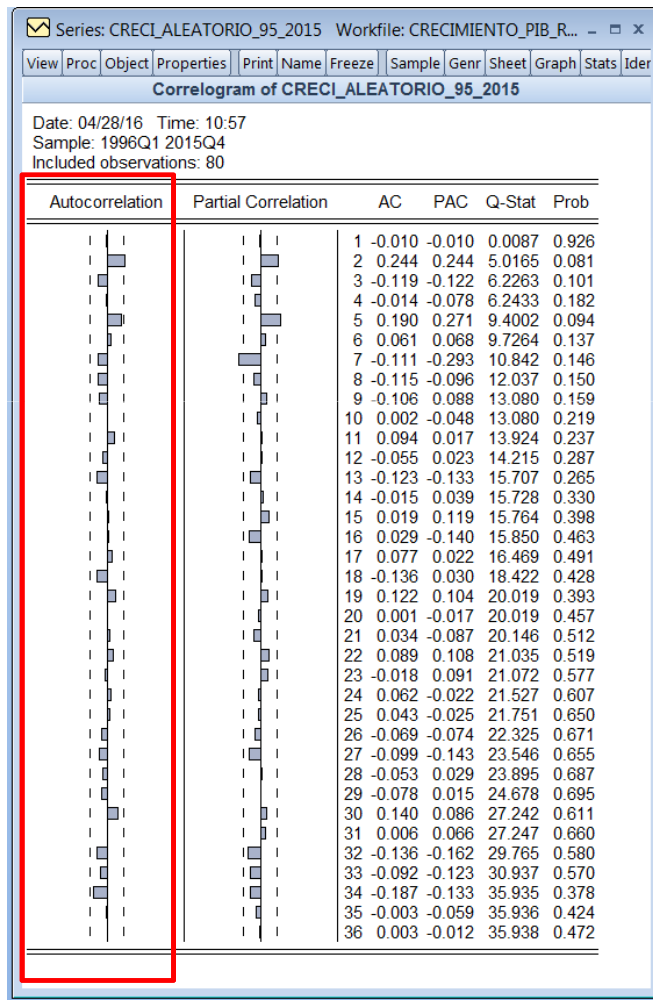 Series: CRECI_ALEATORIO_95_2015 Workfile: CRECIMIENTO_PIB_R...
View Proc Object Properties Print Name Freeze Sample Genr Sheet Graph Stats Iden
Correlogram of CRECI_ALEATORIO_95_2015
Date: 04/28/16 Time: 10:57
Sample: 1996Q1 2015Q4
Included observations: 80
Autocorrelation Partial Correlation AC PAC Q-Stat Prob
1 -0.010 -0.010 0.0087 0.926
2 0.244 0.244 5.0165 0.081
3 -0.119 -0.122 6.2263 0.101
4 -0.014 -0.078 6.2433 0.182
5 0.190 0.271 9.4002 0.094
6 0.061 0.068 9.7264 0.137
7 -0.111 -0.293 10.842 0.146
8 -0.115 -0.096 12.037 0.150
9 -0.106 0.088 13.080 0.159
10 0.002 -0.048 13.080 0.219
11 0.094 0.017 13.924 0.237
12 -0.055 0.023 14.215 0.287
13 -0.123 -0.133 15.707 0.265
14 -0.015 0.039 15.728 0.330
15 0.019 0.119 15.764 0.398
16 0.029 -0.140 15.850 0.463
17 0.077 0.022 16.469 0.491
18 -0.136 0.030 18.422 0.428
19 0.122 0.104 20.019 0.393
20 0.001 -0.017 20.019 0.457
21 0.034 -0.087 20.146 0.512
22 0.089 0.108 21.035 0.519
23 -0.018 0.091 21.072 0.577
24 0.062 -0.022 21.527 0.607
25 0.043 -0.025 21.751 0.650
26 -0.069 -0.074 22.325 0.671
27 -0.099 -0.143 23.546 0.655
28 -0.053 0.029 23.895 0.687
29 -0.078 0.015 24.678 0.695
30 0.140 0.086 27.242 0.611
31 0.006 0.066 27.247 0.660
32 -0.136 -0.162 29.765 0.580
33 -0.092 -0.123 30.937 0.570
34 -0.187 -0.133 35.935 0.378
35 -0.003 -0.059 35.936 0.424
36 0.003 -0.012 35.938 0.472